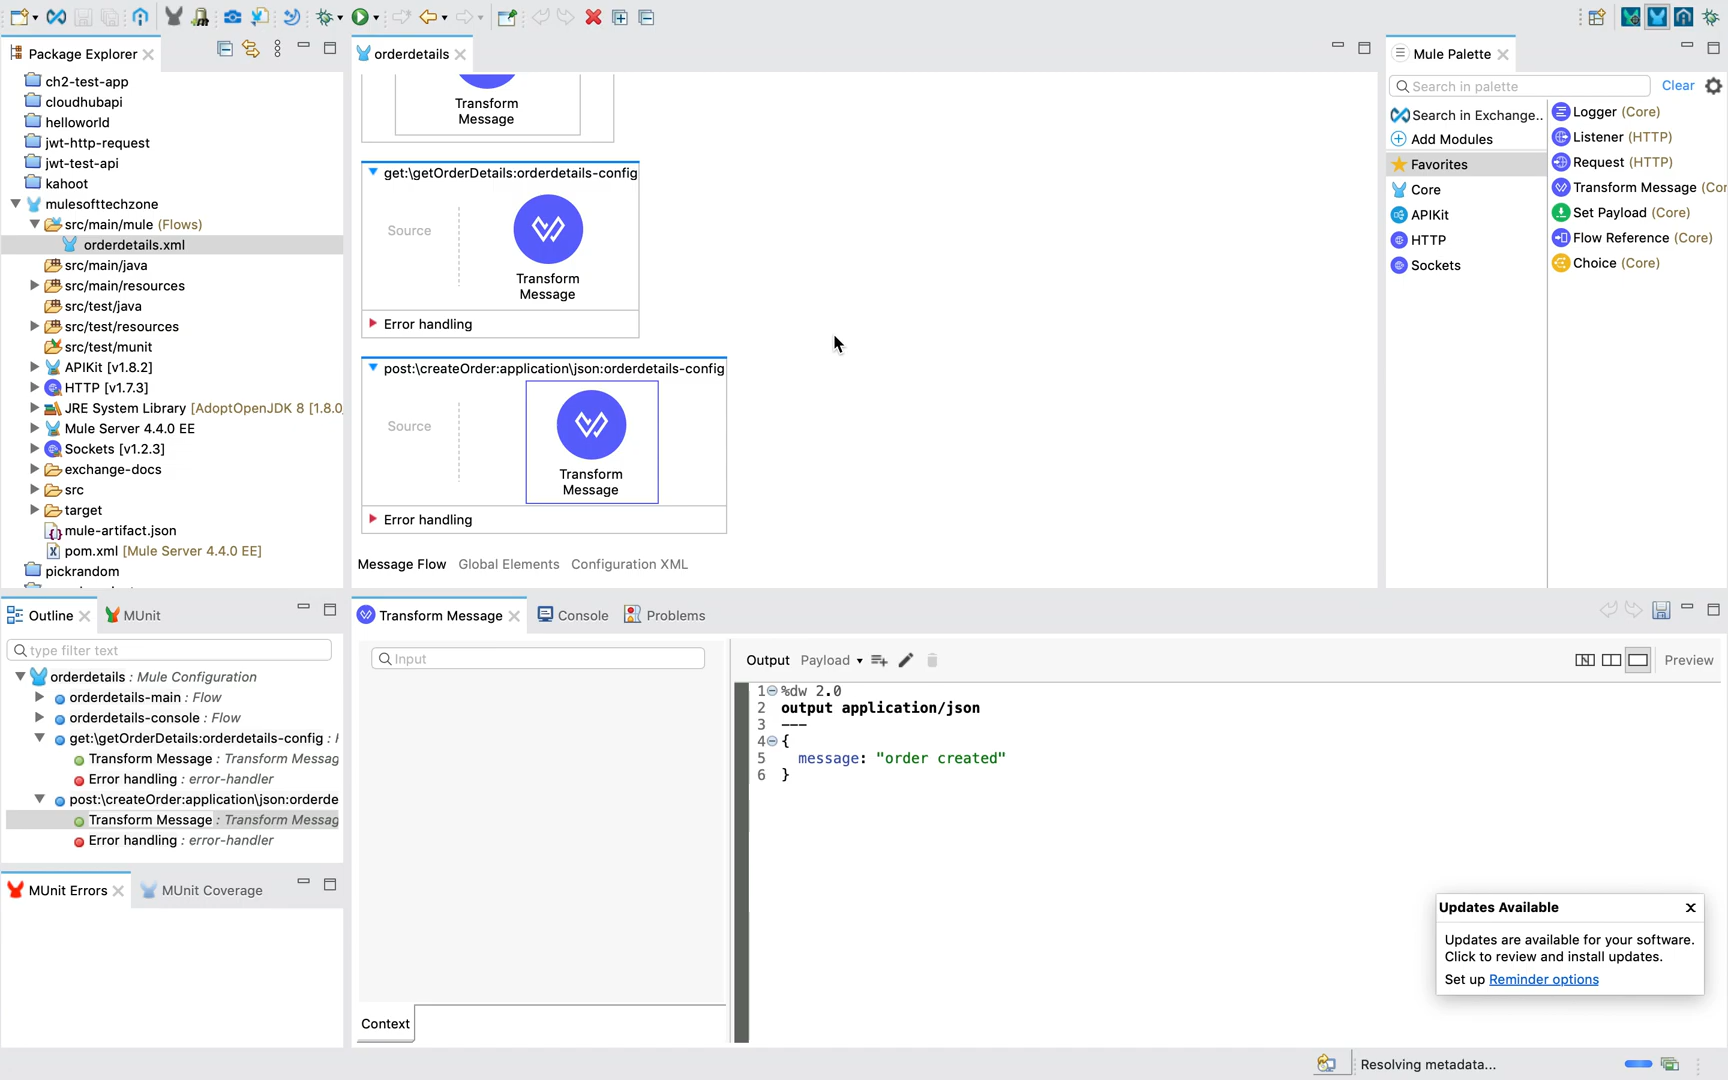 Package Explorer
ch2-test-app
cloudhubapi
helloworld
jwt-http-request
jwt-test-api
kahoot
mulesofttechzone
src/main/mule (Flows)
orderdetails.xml
src/main/java
src/main/resources
src/test/java
src/test/resources
src/test/munit
APIKit [v1.8.2]
HTTP [v1.7.3]
JRE System Library [AdoptOpenJDK 8 [1.8.0
Mule Server 4.4.0 EE
Sockets [v1.2.3]
exchange-docs
src
target
mule-artifact.json
pom.xml [Mule Server 4.4.0 EE]
pickrandom
orderdetails
Transform
Message
get:\getOrderDetails:orderdetails-config
Source
Transform
Message
Error handling
post:\createOrder:application\json:orderdetails-config
Source
Transform
Message
Error handling
Message Flow Global Elements Configuration XML
Mule Palette
Search in palette Clear
Search in Exchange..
Add Modules
Favorites
Core
APIKit
HTTP
Sockets
Logger (Core)
Listener (HTTP)
Request (HTTP)
Transform Message (Cor
Set Payload (Core)
Flow Reference (Core)
Choice (Core)
Outline MUnit
type filter text
orderdetails : Mule Configuration
orderdetails-main : Flow
orderdetails-console : Flow
get:\getOrderDetails:orderdetails-config :
Transform Message : Transform Messag
Error handling : error-handler
post:\createOrder:application\json:orderde
Transform Message : Transform Messag
Error handling : error-handler
MUnit Errors MUnit Coverage
Transform Message Console Problems
Input
Context
Output Payload Preview
1 %dw 2.0
2 output application/json
3 ---
4 {
5 message: "order created"
6 }
Updates Available
Updates are available for your software.
Click to review and install updates.
Set up Reminder options
Resolving metadata...